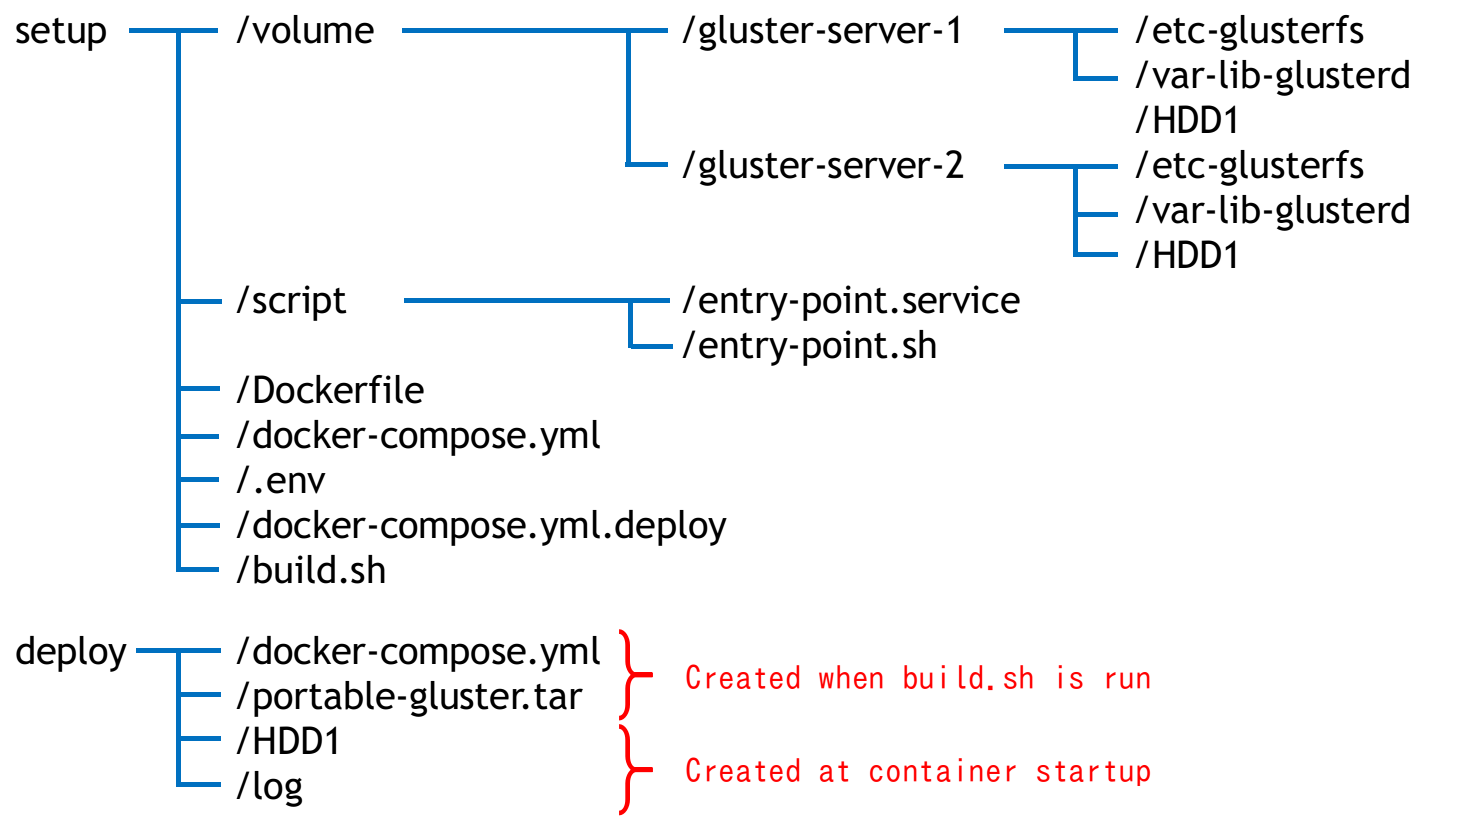 setup /volume /gluster-server-1 /etc-glusterfs
/var-lib-glusterd
/HDD1
/gluster-server-2 /etc-glusterfs
/var-lib-glusterd
/HDD1
/script /entry-point.service
/entry-point.sh
/Dockerfile
/docker-compose.yml
/.env
/docker-compose.yml.deploy
/build.sh
deploy /docker-compose.yml
Created when build.sh is run
/portable-gluster.tar
/HDD1
Created at container startup
/log